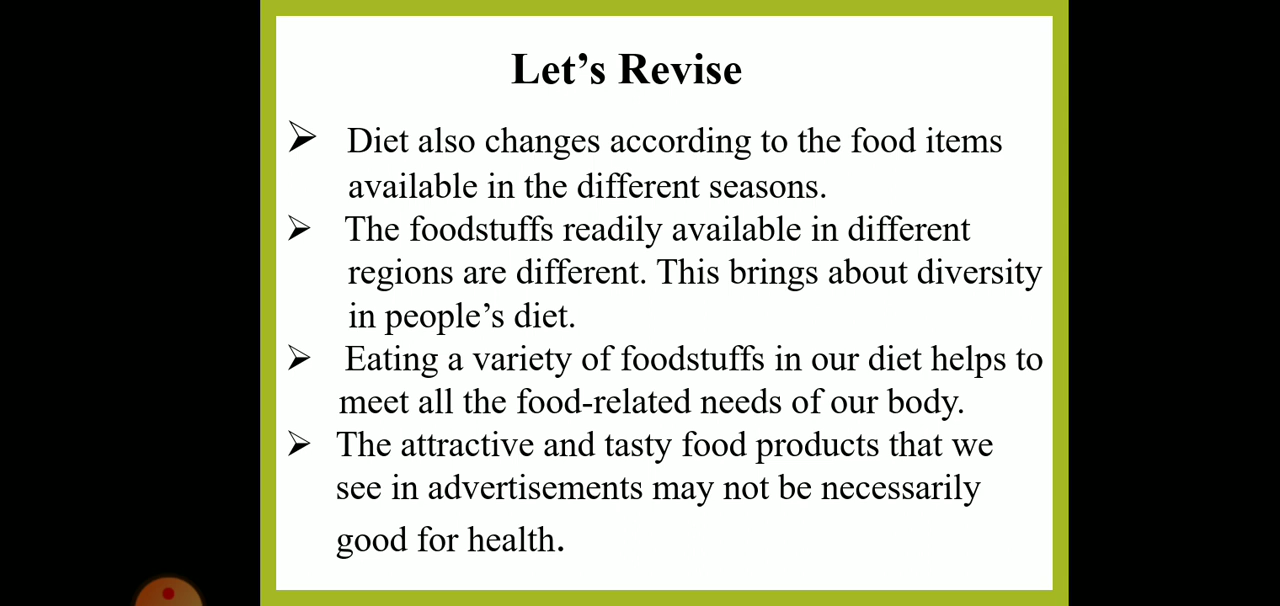 Let’s Revise
➢ Diet also changes according to the food items
available in the different seasons.
➢ The foodstuffs readily available in different
regions are different. This brings about diversity
in people’s diet.
➢ Eating a variety of foodstuffs in our diet helps to
meet all the food-related needs of our body.
➢ The attractive and tasty food products that we
see in advertisements may not be necessarily
good for health.